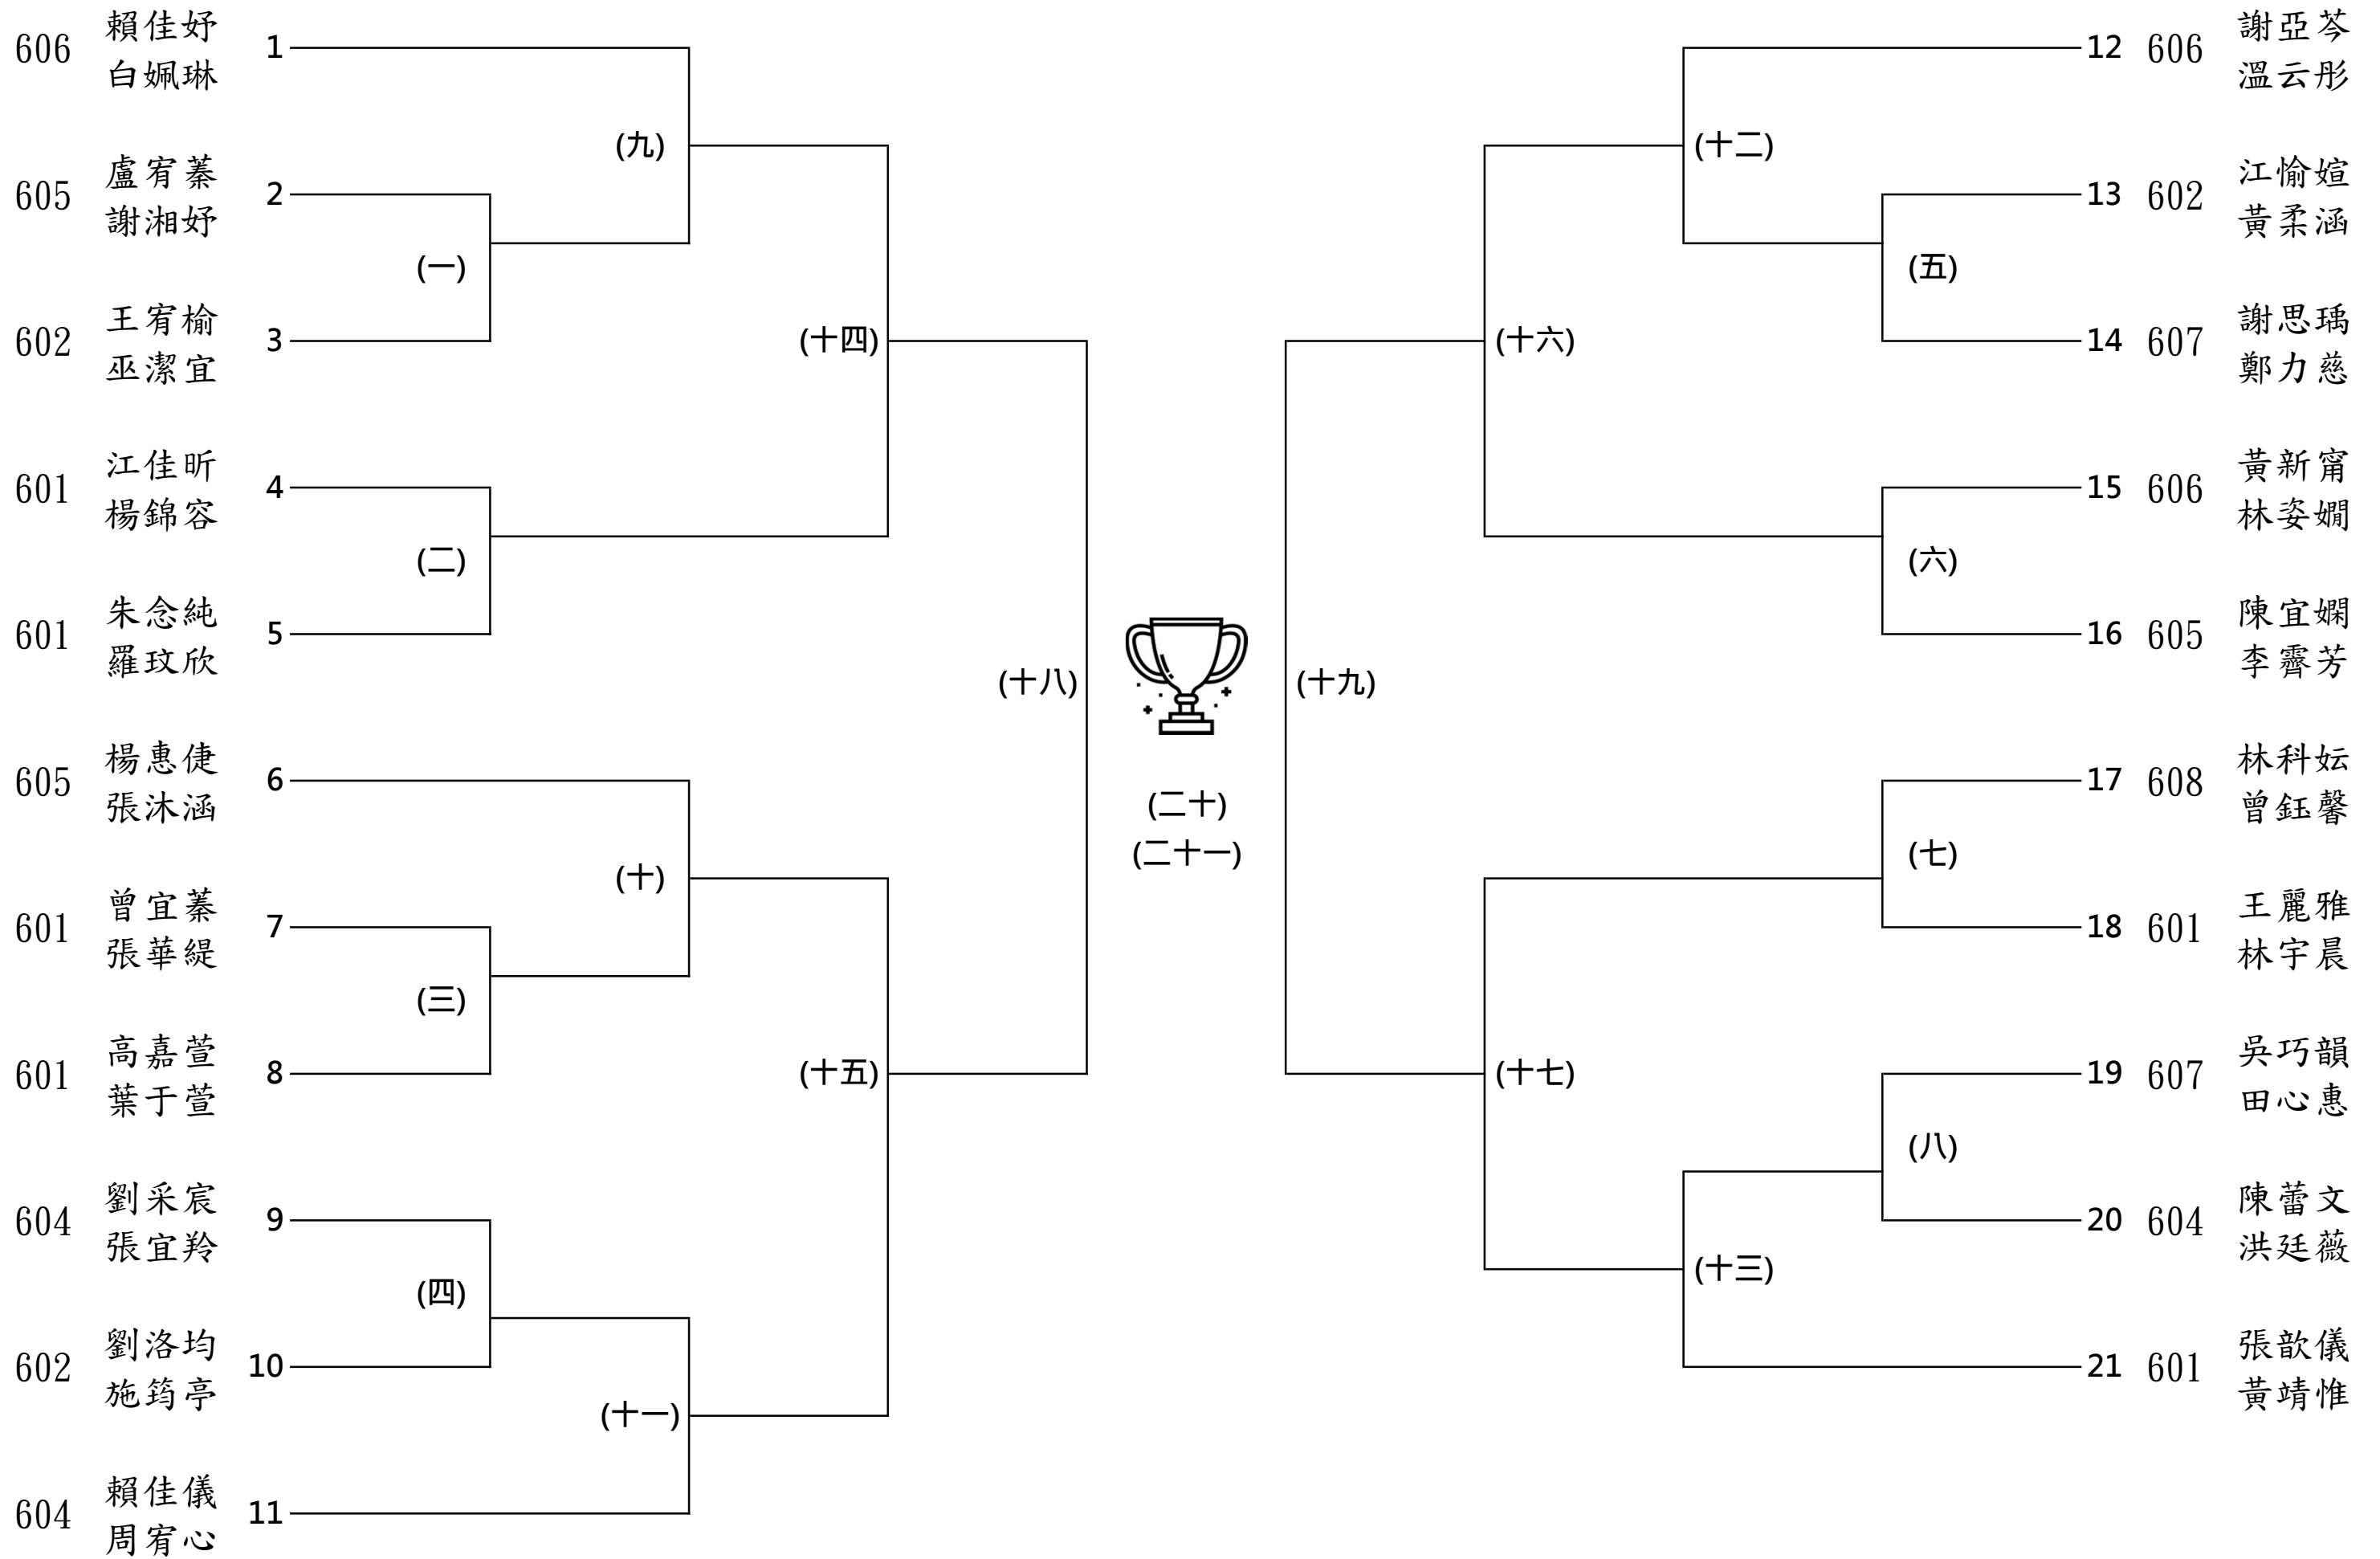 賴佳妤
606 1
白姵琳
盧宥蓁
605 2
謝湘妤
王宥榆
602 3
巫潔宜
江佳昕
601 4
楊錦容
朱念純
601 5
羅玟欣
楊惠倢
605 6
張沐涵
曾宜蓁
601 7
張華緹
高嘉萱
601 8
葉于萱
劉采宸
604 9
張宜羚
劉洛均
602 10
施筠亭
賴佳儀
604 11
周宥心
(九)
(一)
(十四)
(二)
(十八)
(十)
(三)
(十五)
(四)
(十一)
(二十)
(二十一)
(十二)
(五)
(十六)
(六)
(十九)
(七)
(十七)
(八)
(十三)
謝亞芩
12 606
溫云彤
江愉媗
13 602
黃柔涵
謝思瑀
14 607
鄭力慈
黃新甯
15 606
林姿嫺
陳宜嫻
16 605
李霽芳
林科妘
17 608
曾鈺馨
王麗雅
18 601
林宇晨
吳巧韻
19 607
田心惠
陳蕾文
20 604
洪廷薇
張歆儀
21 601
黃靖惟